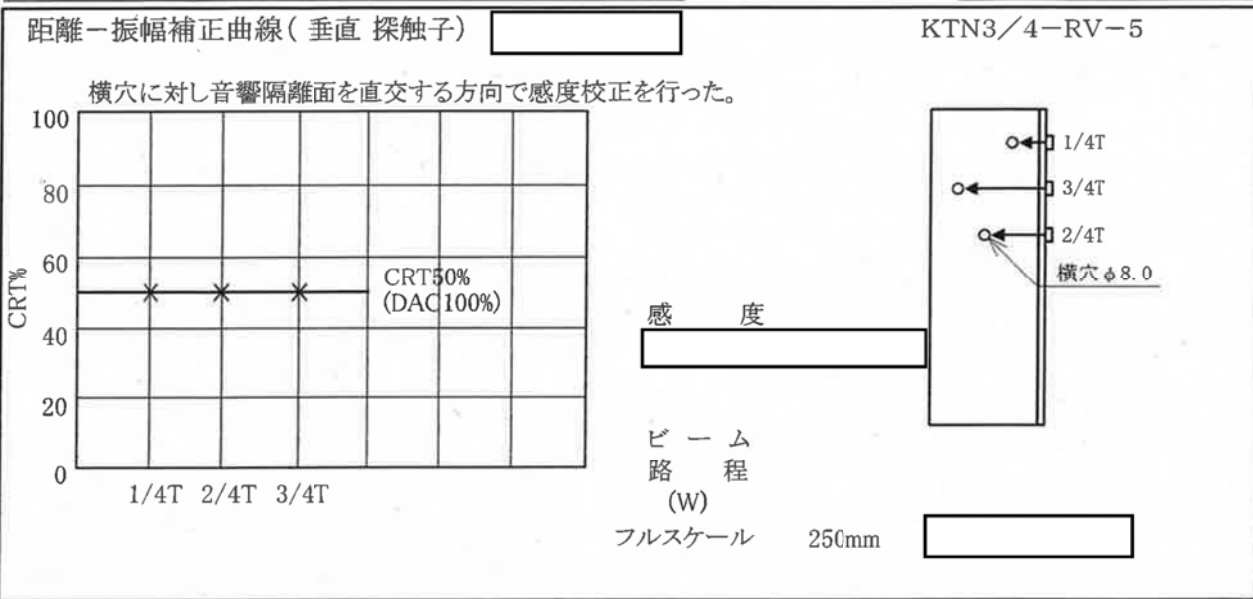 距離－振幅補正曲線( 垂直 探触子)
KTN3／4－RV－5
横穴に対し音響隔離面を直交する方向で感度校正を行った。
100
80
60
40
20
0
CRT%
CRT50%
(DAC100%)
1/4T 2/4T 3/4T
1/4T
3/4T
2/4T
横穴φ8.0
感 度
ビ ー ム
路 程
(W)
フルスケール 250mm